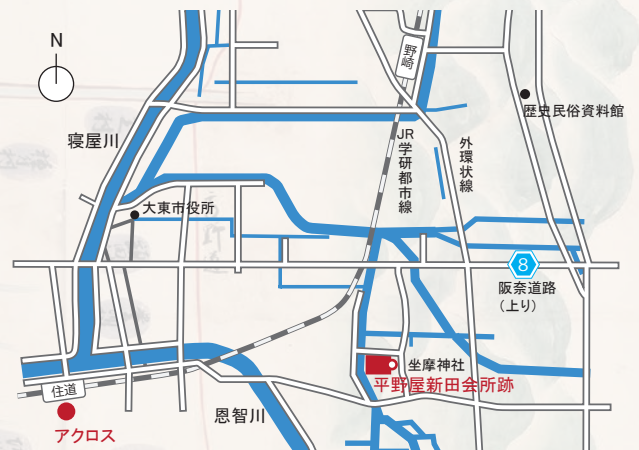 N
野崎
歴史民俗資料館
寝屋川
JR学研都市線
外環状線
大東市役所
8
阪奈道路
（上り）
坐摩神社
平野屋新田会所跡
住道
恩智川
アクロス